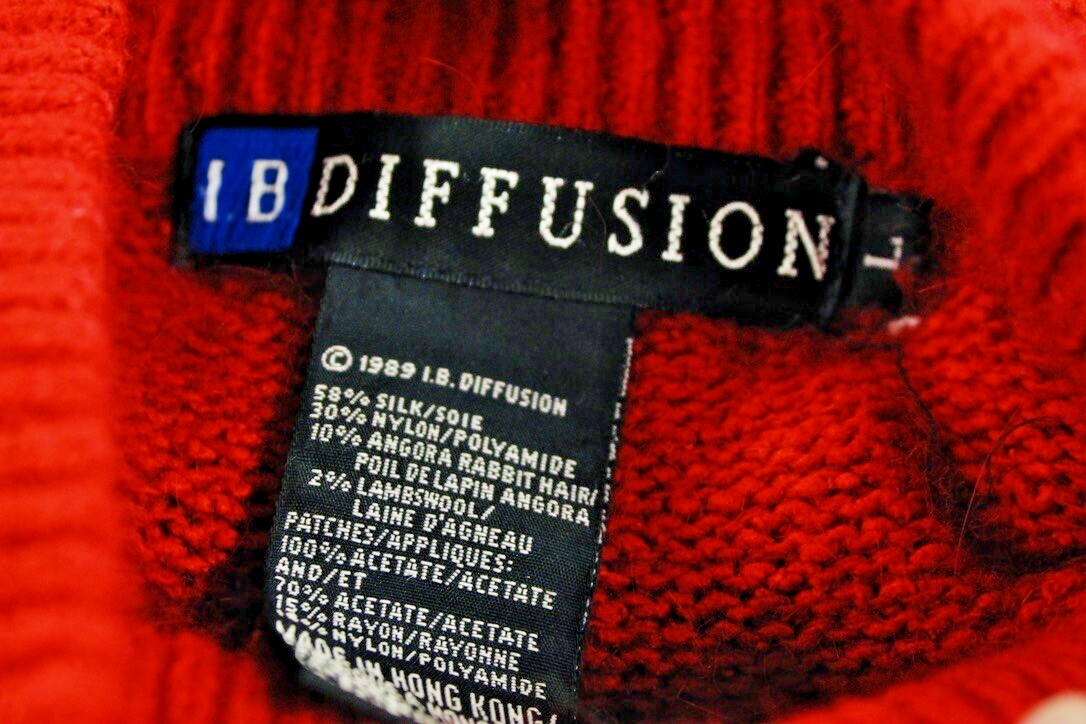 IB DIFFUSION
L
© 1989 I.B. DIFFUSION
58% SILK/SOIE
30% NYLON/POLYAMIDE
10% ANGORA RABBIT HAIR/
POIL DE LAPIN ANGORA
2% LAMBSWOOL/
LAINE D'AGNEAU
PATCHES/APPLIQUES:
100% ACETATE/ACETATE
AND/ET
70% ACETATE/ACETATE
15% RAYON/RAYONNE
NYLON/POLYAMIDE
MADE IN HONG KONG/